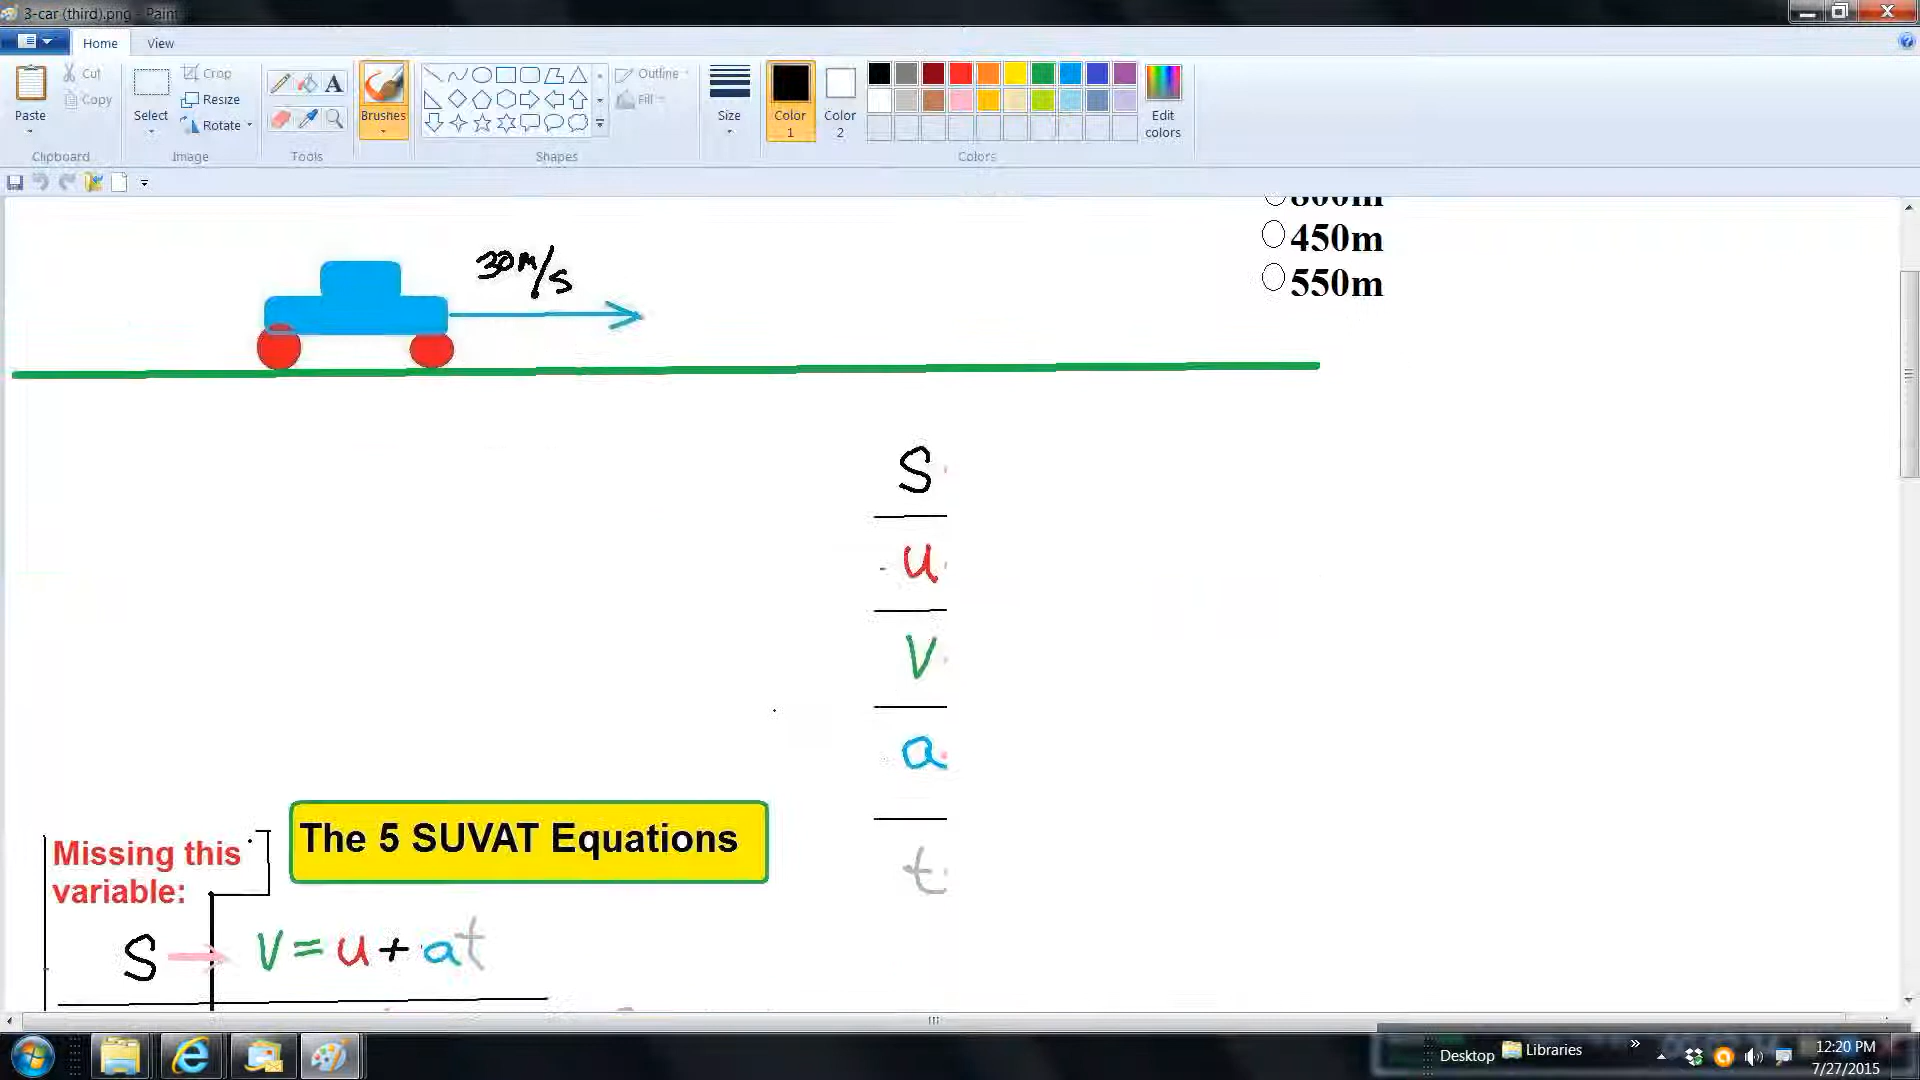 3-car (third).png - Paint
Home View
Paste
Cut
Copy
Clipboard
Select
Crop
Resize
Rotate
Image
A
Tools
Brushes
Outline
Fill
Shapes
Size
Color 1
Color 2
Edit colors
Colors
800m
450m
550m
30m/s
S
u
v
a
t
The 5 SUVAT Equations
Missing this
variable:
S v = u + at
Desktop Libraries »
12:20 PM
7/27/2015